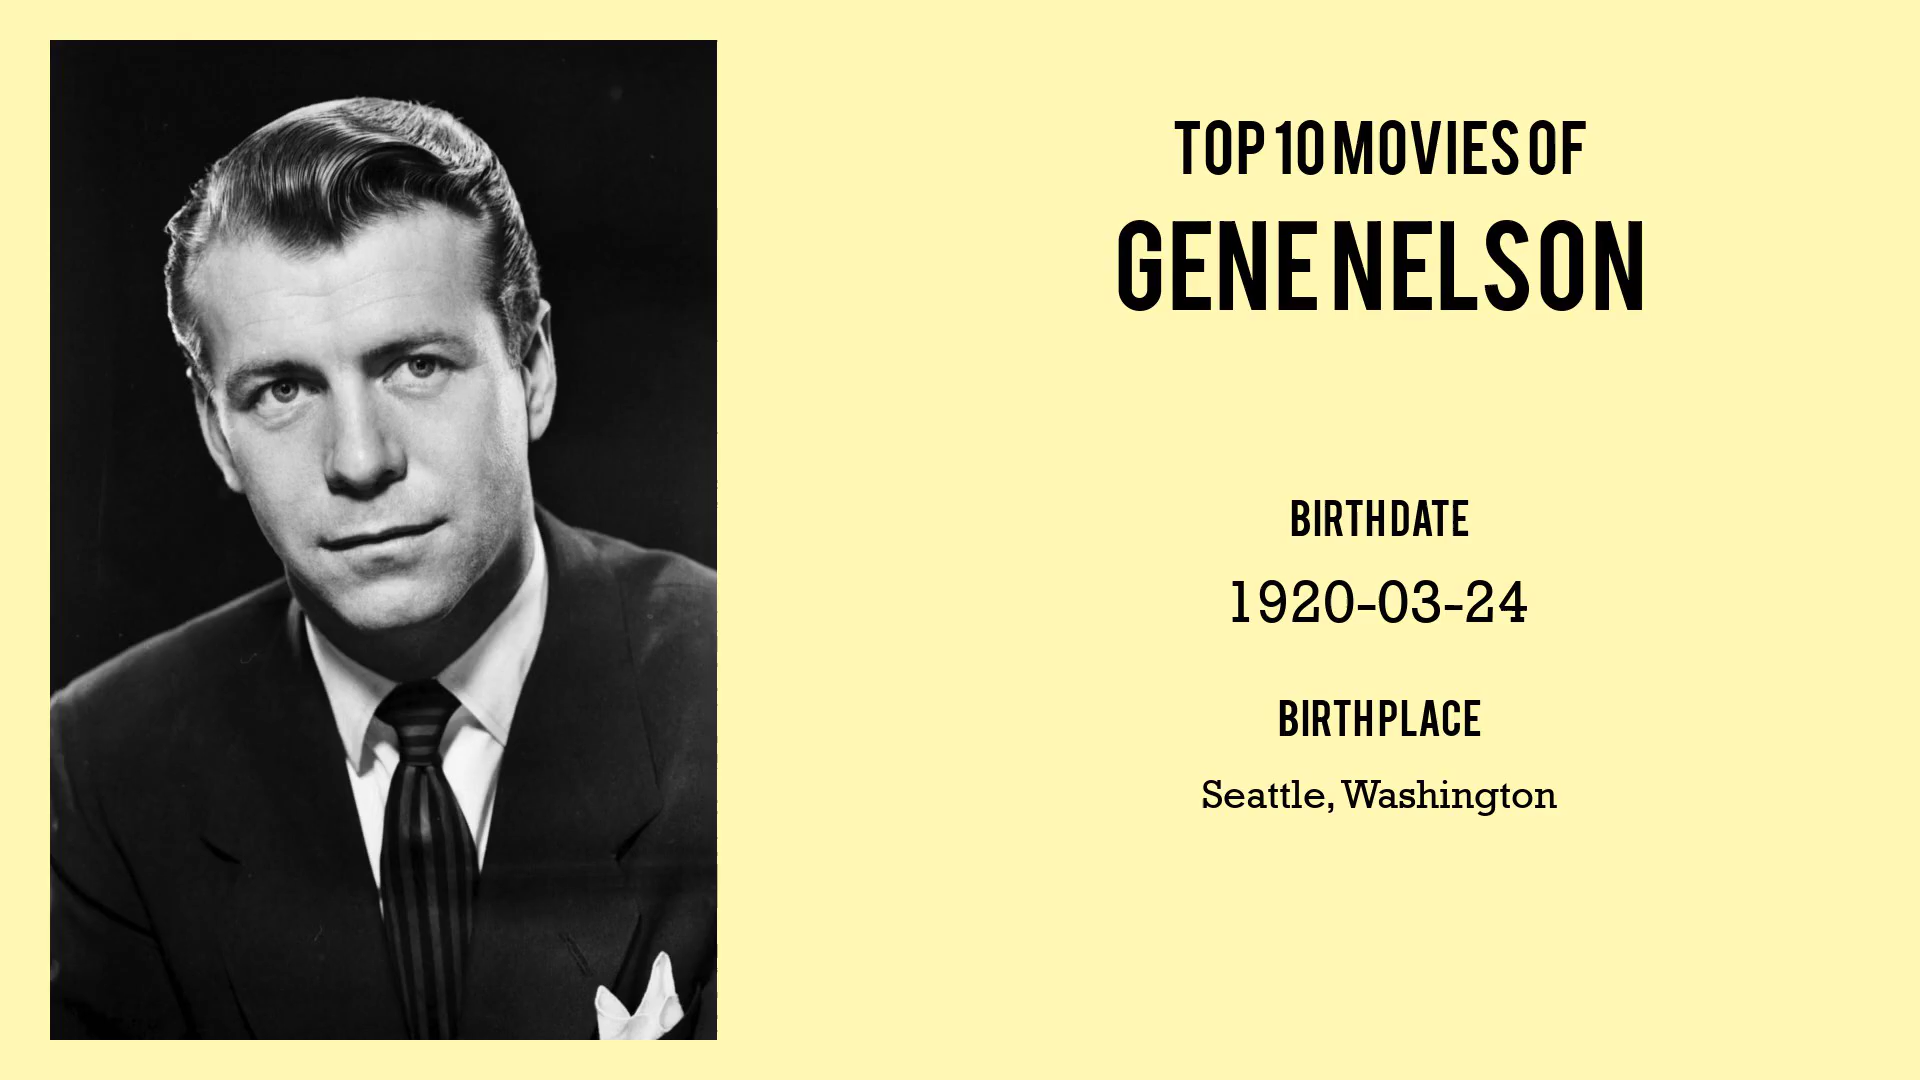 TOP 10 MOVIES OF
GENE NELSON
BIRTHDATE
1920-03-24
BIRTHPLACE
Seattle, Washington